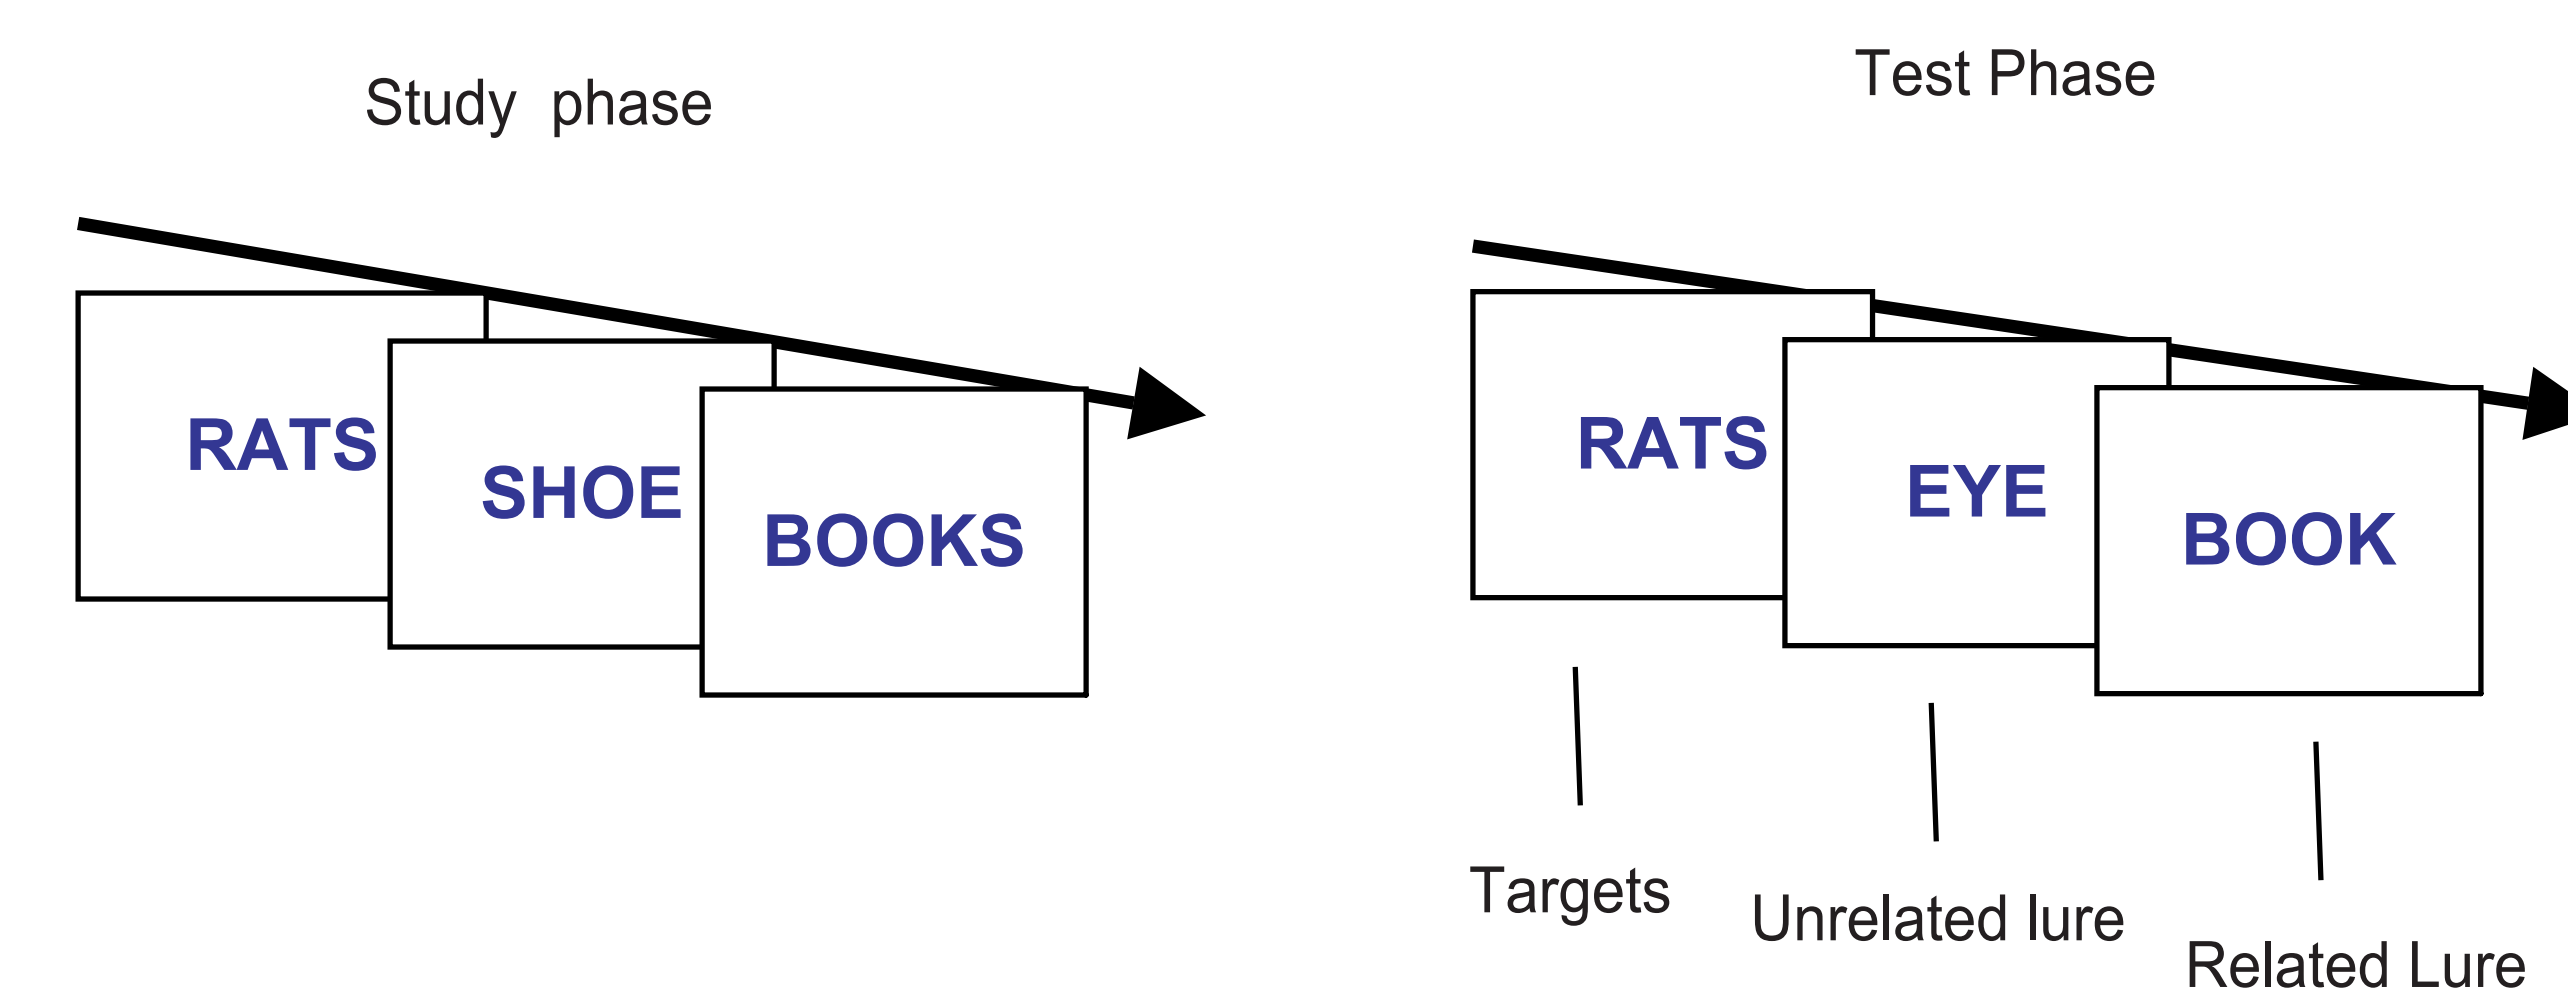 Study phase
RATS
SHOE
BOOKS
Test Phase
RATS
EYE
BOOK
Targets
Unrelated lure
Related Lure